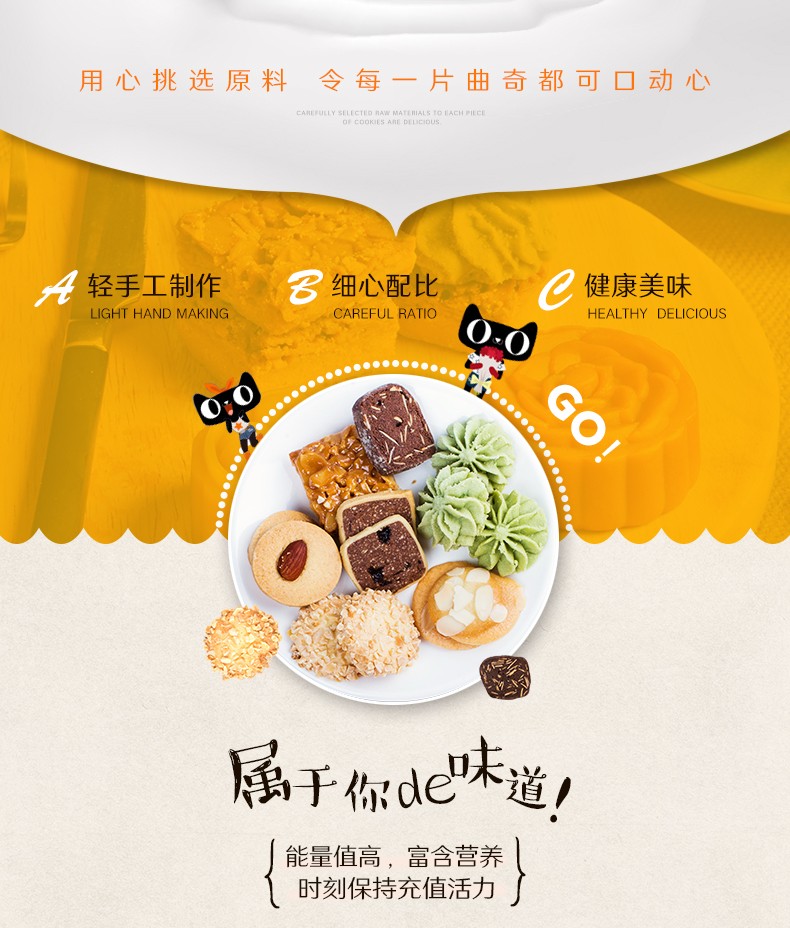 用心挑选原料 令每一片曲奇都可口动心
CAREFULLY SELECTED RAW MATERIALS TO EACH PIECE
OF COOKIES ARE DELICIOUS.
A 轻手工制作
LIGHT HAND MAKING
B 细心配比
CAREFUL RATIO
C 健康美味
HEALTHY DELICIOUS
GO!
属于你de味道!
{能量值高，富含营养
时刻保持充值活力}